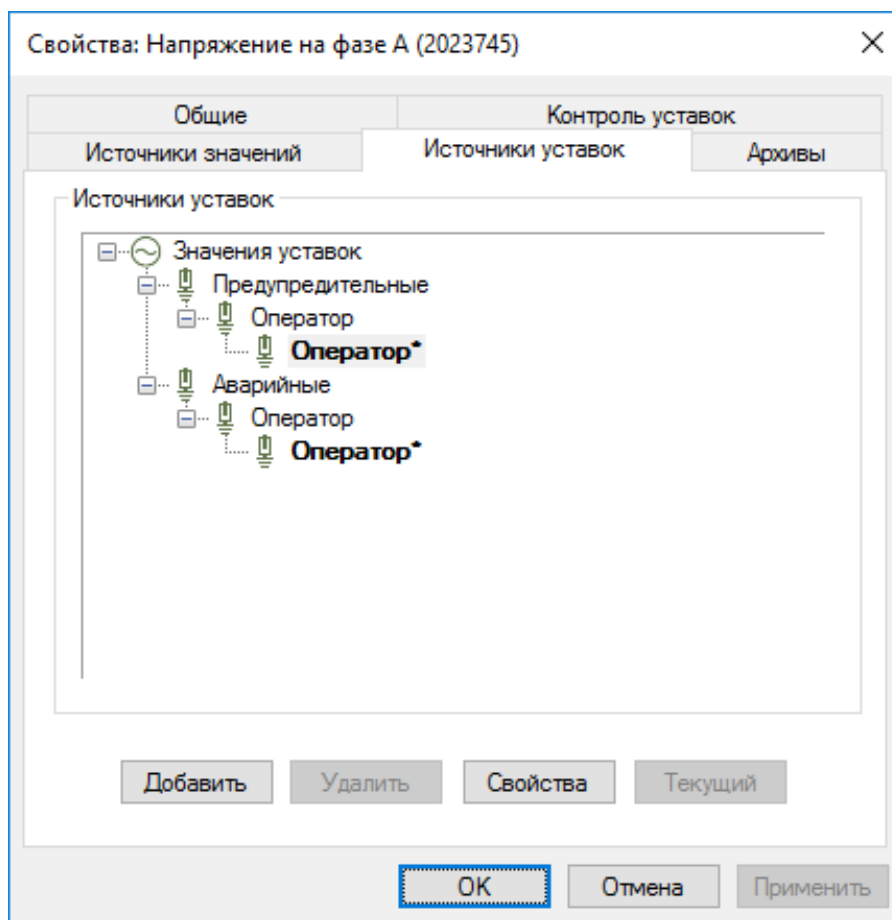 Свойства: Напряжение на фазе А (2023745)
Общие
Контроль уставок
Источники значений
Источники уставок
Архивы
Источники уставок
Значения уставок
Предупредительные
Оператор
Оператор*
Аварийные
Оператор
Оператор*
Добавить
Удалить
Свойства
Текущий
OK
Отмена
Применить